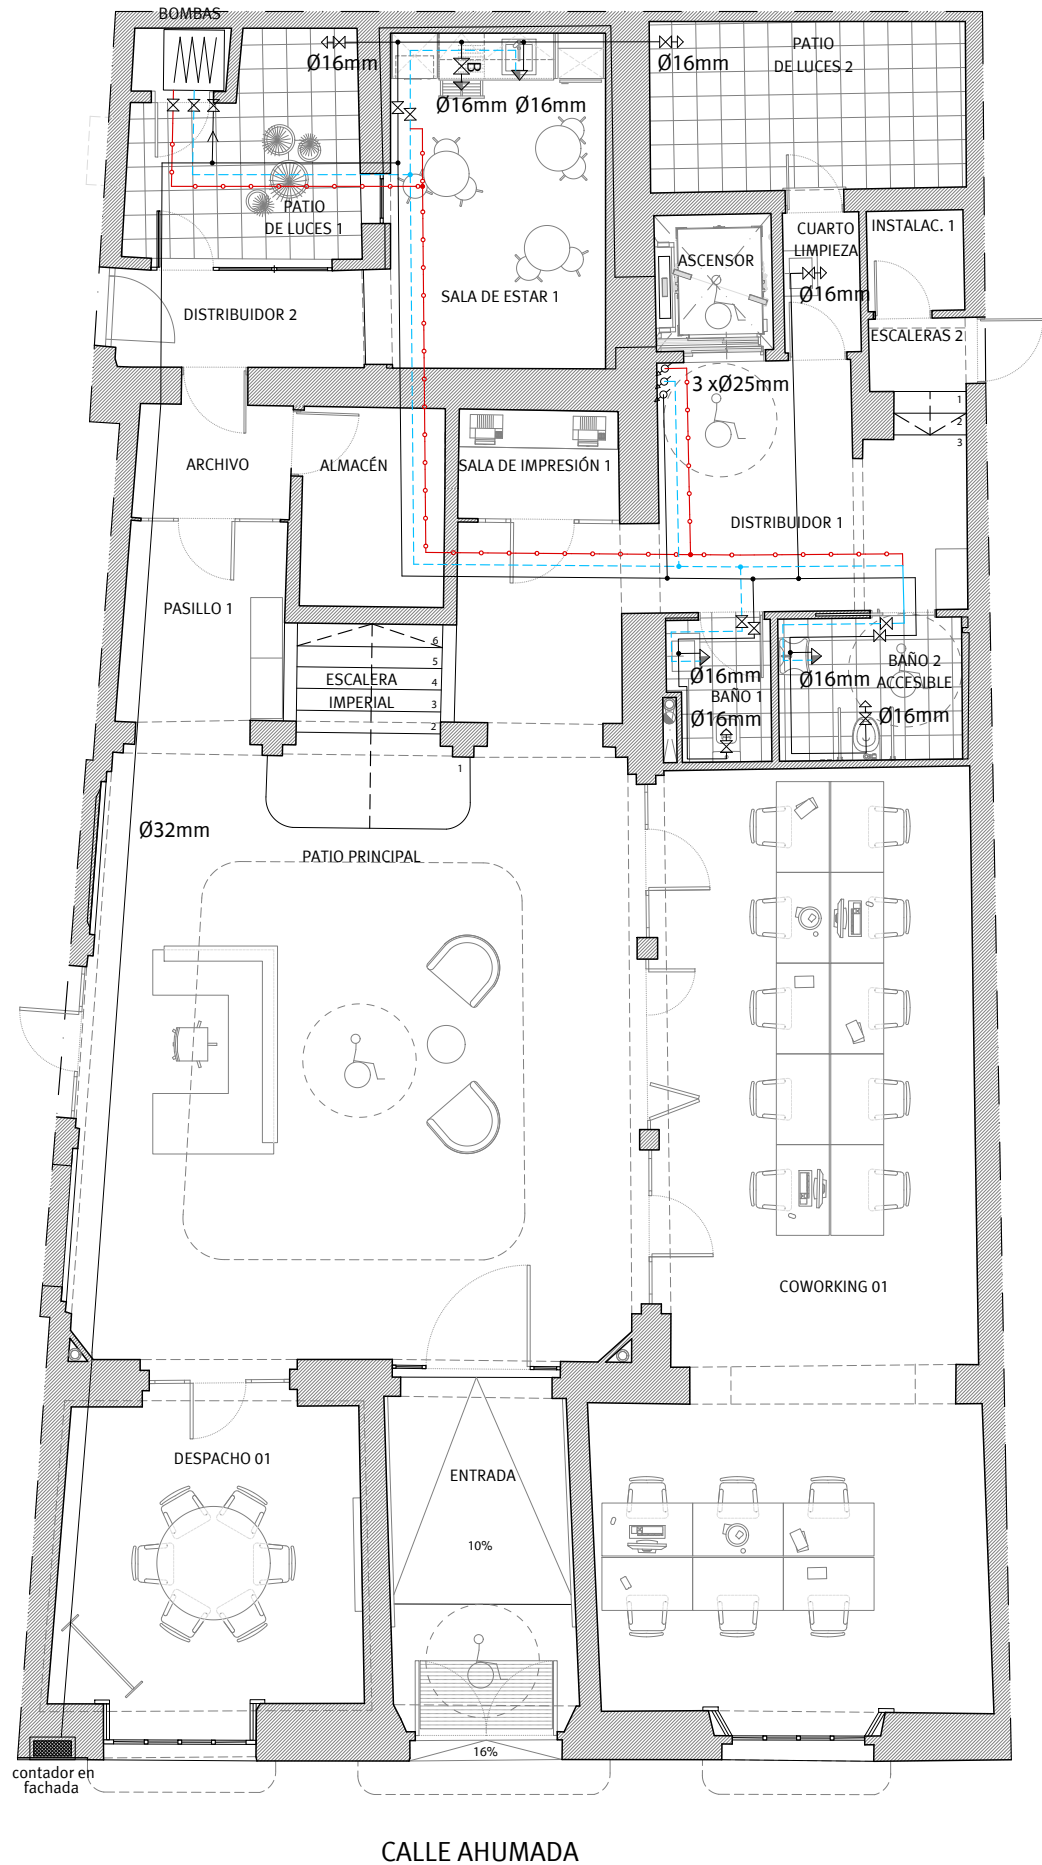 BOMBAS
PATIO
DE LUCES 2
Ø16mm
Ø16mm
B
Ø16mm
Ø16mm
PATIO
DE LUCES 1
CUARTO
LIMPIEZA
INSTALAC. 1
ASCENSOR
Ø16mm
SALA DE ESTAR 1
DISTRIBUIDOR 2
ESCALERAS 2
3 xØ25mm
1
2
3
ARCHIVO
ALMACÉN
SALA DE IMPRESIÓN 1
DISTRIBUIDOR 1
PASILLO 1
6
5
ESCALERA
4
IMPERIAL
3
2
1
Ø16mm
BAÑO 1
Ø16mm
BAÑO 2
ACCESIBLE
Ø16mm
Ø16mm
Ø32mm
PATIO PRINCIPAL
COWORKING 01
DESPACHO 01
ENTRADA
10%
16%
contador en
fachada
CALLE AHUMADA